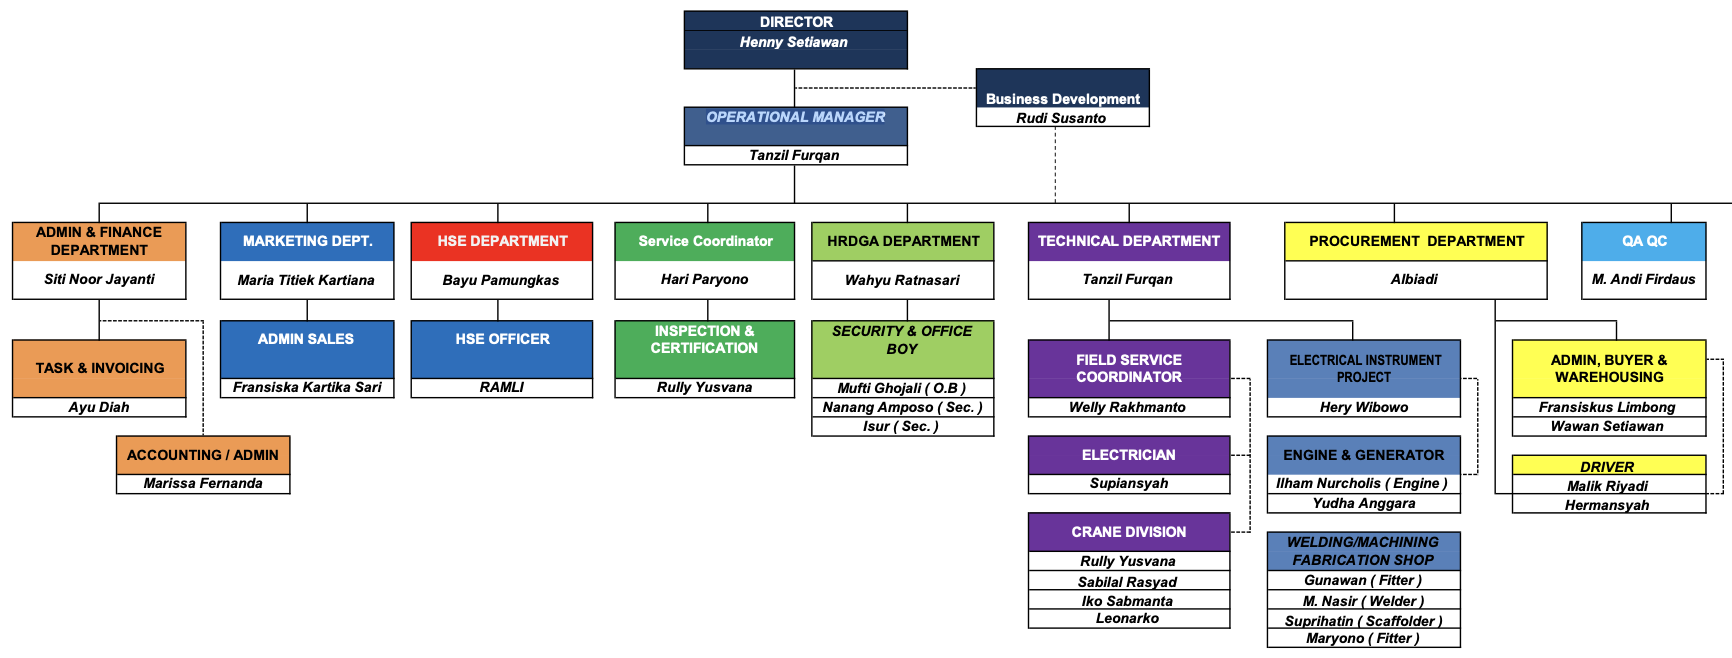 DIRECTOR
Henny Setiawan
Business Development
Rudi Susanto
OPERATIONAL MANAGER
Tanzil Furqan
ADMIN & FINANCE
DEPARTMENT
Siti Noor Jayanti
MARKETING DEPT.
Maria Titiek Kartiana
HSE DEPARTMENT
Bayu Pamungkas
Service Coordinator
Hari Paryono
HRDGA DEPARTMENT
Wahyu Ratnasari
TECHNICAL DEPARTMENT
Tanzil Furqan
PROCUREMENT DEPARTMENT
Albiadi
QA QC
M. Andi Firdaus
TASK & INVOICING
Ayu Diah
ACCOUNTING / ADMIN
Marissa Fernanda
ADMIN SALES
Fransiska Kartika Sari
HSE OFFICER
RAMLI
INSPECTION &
CERTIFICATION
Rully Yusvana
SECURITY & OFFICE
BOY
Mufti Ghojali ( O.B )
Nanang Amposo ( Sec. )
Isur ( Sec. )
FIELD SERVICE
COORDINATOR
Welly Rakhmanto
ELECTRICIAN
Supiansyah
CRANE DIVISION
Rully Yusvana
Sabilal Rasyad
Iko Sabmanta
Leonarko
ELECTRICAL INSTRUMENT
PROJECT
Hery Wibowo
ENGINE & GENERATOR
Ilham Nurcholis ( Engine )
Yudha Anggara
WELDING/MACHINING
FABRICATION SHOP
Gunawan ( Fitter )
M. Nasir ( Welder )
Suprihatin ( Scaffolder )
Maryono ( Fitter )
ADMIN, BUYER &
WAREHOUSING
Fransiskus Limbong
Wawan Setiawan
DRIVER
Malik Riyadi
Hermansyah